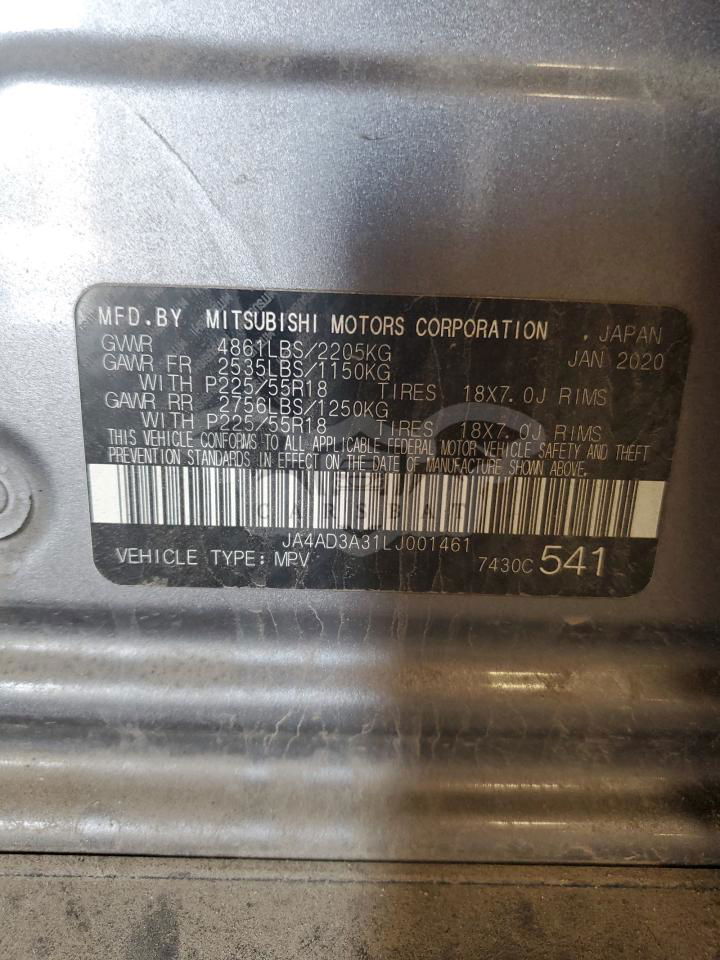 MFD.BY MITSUBISHI MOTORS CORPORATION . JAPAN
GVWR 4861LBS/2205KG JAN 2020
GAWR FR 2535LBS/1150KG
WITH P225/55R18 TIRES 18X7.0J RIMS
GAWR RR 2756LBS/1250KG
WITH P225/55R18 TIRES 18X7.0J RIMS
THIS VEHICLE CONFORMS TO ALL APPLICABLE FEDERAL MOTOR VEHICLE SAFETY AND THEFT
PREVENTION STANDARDS IN EFFECT ON THE DATE OF MANUFACTURE SHOWN ABOVE.
CARSBAT
JA4AD3A31LJ001461
VEHICLE TYPE: MPV 7430C 541